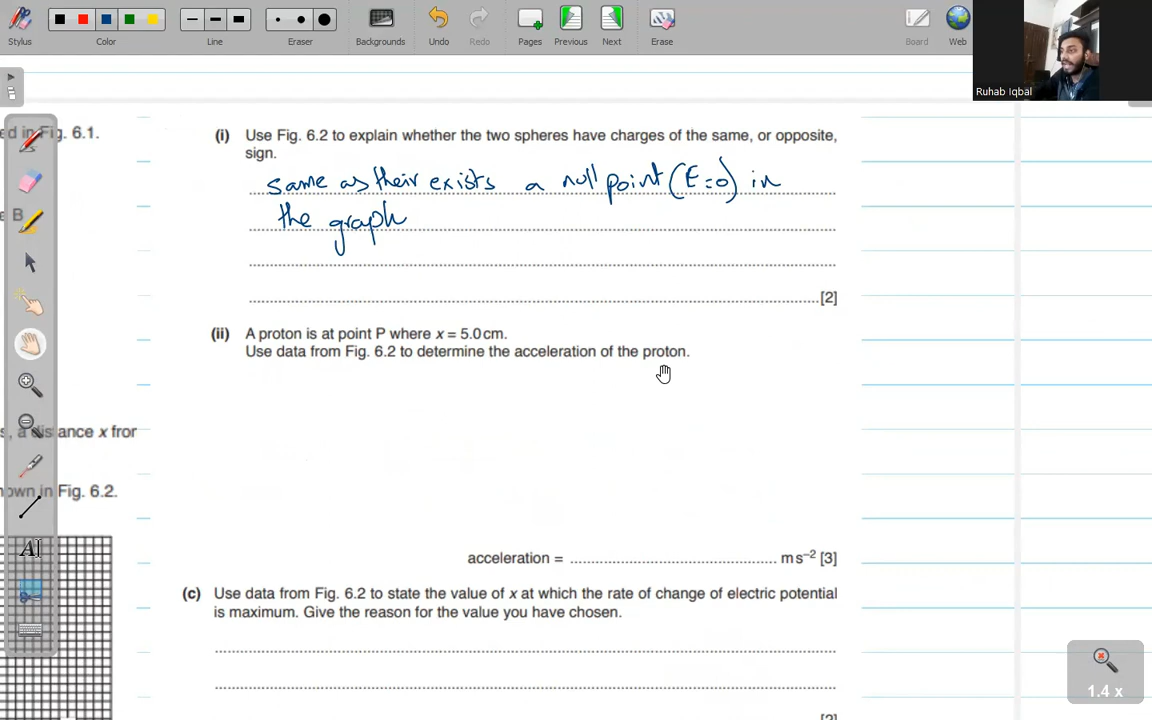 Stylus Color Line Eraser Backgrounds Undo Redo Pages Previous Next Erase Board Web
Ruhab Iqbal
ed in Fig. 6.1.
(i) Use Fig. 6.2 to explain whether the two spheres have charges of the same, or opposite,
sign.
same as their exists a null point (E=0) in
the graph
[2]
(ii) A proton is at point P where x = 5.0 cm.
Use data from Fig. 6.2 to determine the acceleration of the proton.
s, a distance x fror
own in Fig. 6.2.
acceleration = ................................................ m s⁻² [3]
(c) Use data from Fig. 6.2 to state the value of x at which the rate of change of electric potential
is maximum. Give the reason for the value you have chosen.
1.4 x